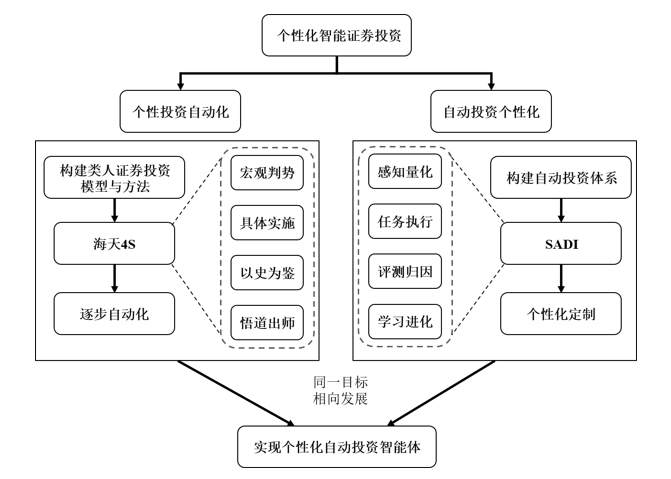 个性化智能证券投资
个性投资自动化
自动投资个性化
构建类人证券投资
模型与方法
海天4S
逐步自动化
宏观判势
具体实施
以史为鉴
悟道出师
感知量化
任务执行
评测归因
学习进化
构建自动投资体系
SADI
个性化定制
同一目标
相向发展
实现个性化自动投资智能体